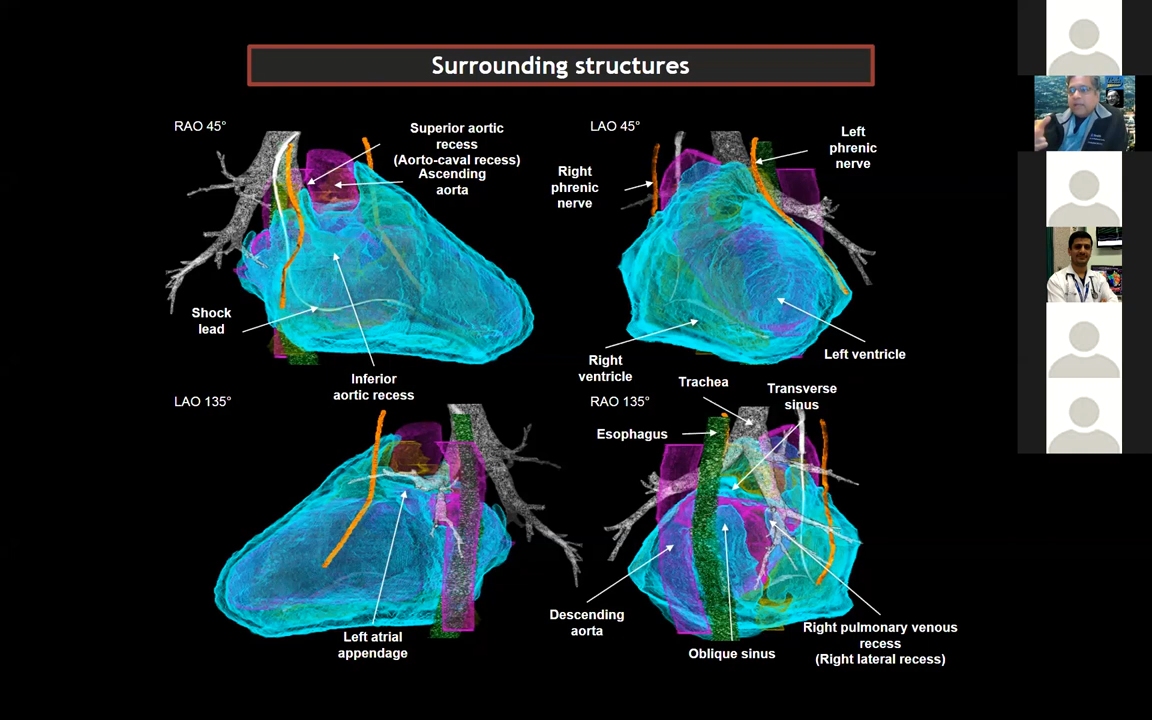 Surrounding structures
RAO 45°
Superior aortic
recess
(Aorto-caval recess)
Ascending
aorta
Shock
lead
Inferior
aortic recess
LAO 45°
Left
phrenic
nerve
Right
phrenic
nerve
Right
ventricle
Left ventricle
LAO 135°
Left atrial
appendage
RAO 135°
Trachea
Transverse
sinus
Esophagus
Descending
aorta
Oblique sinus
Right pulmonary venous
recess
(Right lateral recess)